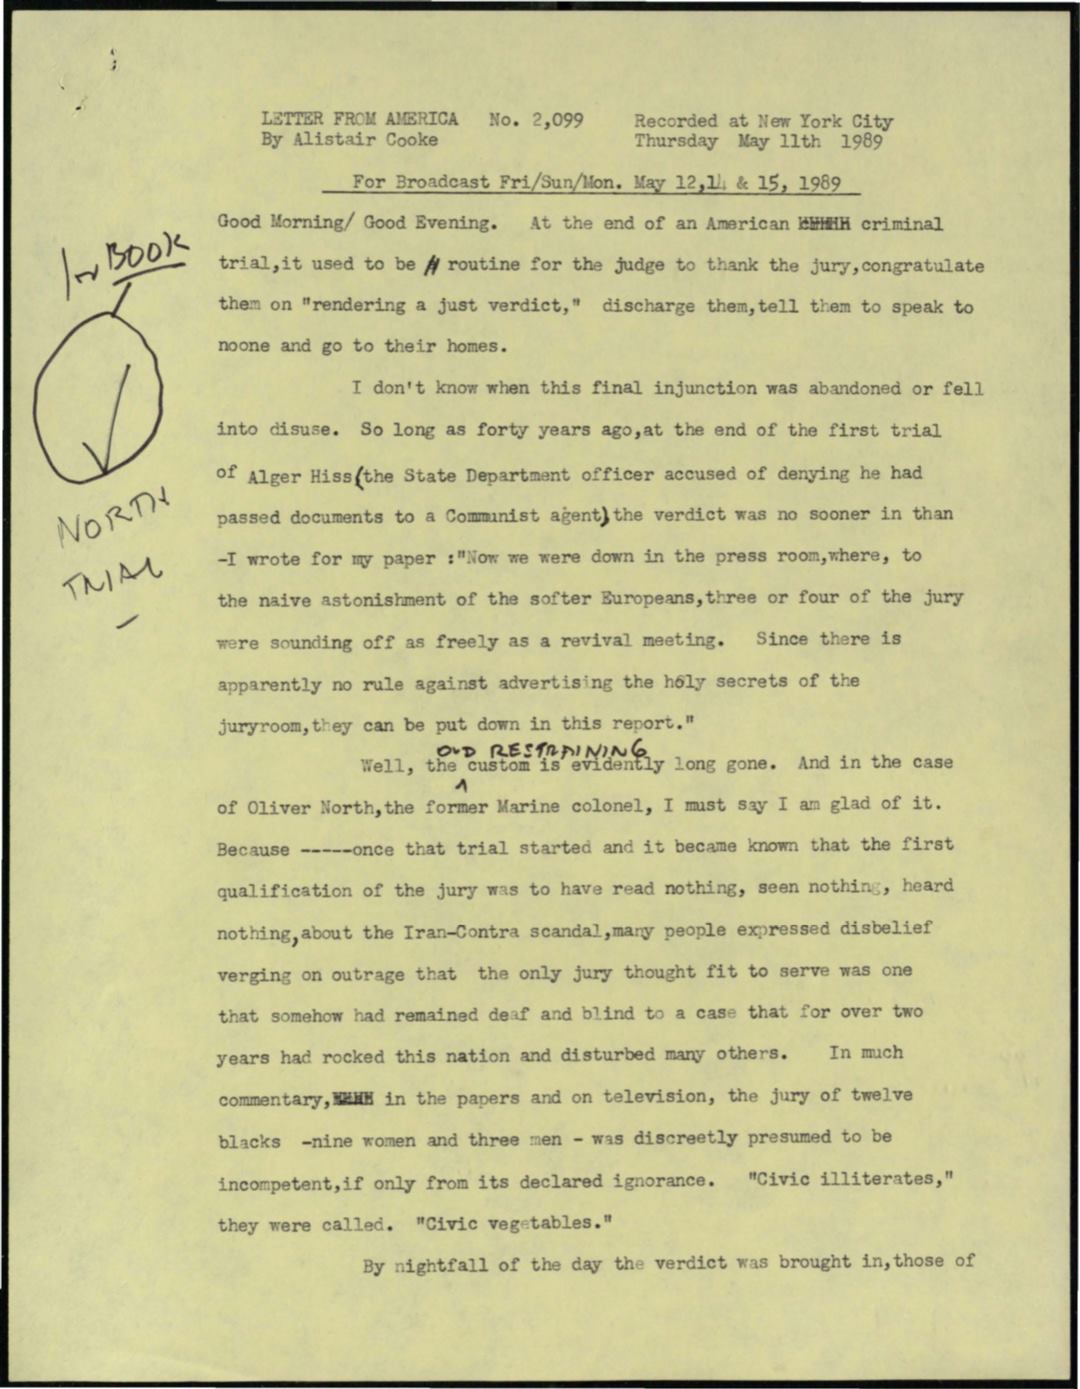 LETTER FROM AMERICA   No. 2,099   Recorded at New York City
By Alistair Cooke   Thursday May 11th 1989
For Broadcast Fri/Sun/Mon. May 12,14 & 15, 1989
Good Morning/ Good Evening. At the end of an American criminal
In BOOK
trial,it used to be routine for the judge to thank the jury,congratulate
them on "rendering a just verdict," discharge them,tell them to speak to
noone and go to their homes.
I don't know when this final injunction was abandoned or fell
into disuse. So long as forty years ago,at the end of the first trial
of Alger Hiss(the State Department officer accused of denying he had
NORTH
TRIAL
passed documents to a Communist agent)the verdict was no sooner in than
-I wrote for my paper :"Now we were down in the press room,where, to
the naive astonishment of the softer Europeans,three or four of the jury
were sounding off as freely as a revival meeting. Since there is
apparently no rule against advertising the holy secrets of the
juryroom,they can be put down in this report."
OLD RESTRAINING
Well, the custom is evidently long gone. And in the case
of Oliver North,the former Marine colonel, I must say I am glad of it.
Because -----once that trial started and it became known that the first
qualification of the jury was to have read nothing, seen nothing, heard
nothing,about the Iran-Contra scandal,many people expressed disbelief
verging on outrage that the only jury thought fit to serve was one
that somehow had remained deaf and blind to a case that for over two
years had rocked this nation and disturbed many others. In much
commentary, in the papers and on television, the jury of twelve
blacks -nine women and three men - was discreetly presumed to be
incompetent,if only from its declared ignorance. "Civic illiterates,"
they were called. "Civic vegetables."
By nightfall of the day the verdict was brought in,those of